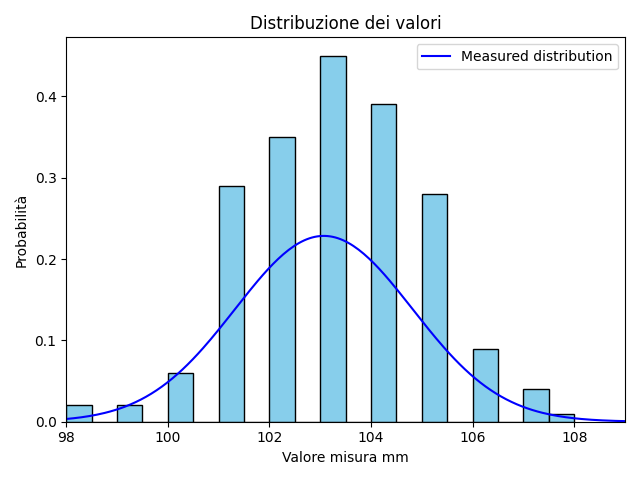 Distribuzione dei valori
Measured distribution
Probabilità
0.4
0.3
0.2
0.1
0.0
98
100
102
104
106
108
Valore misura mm